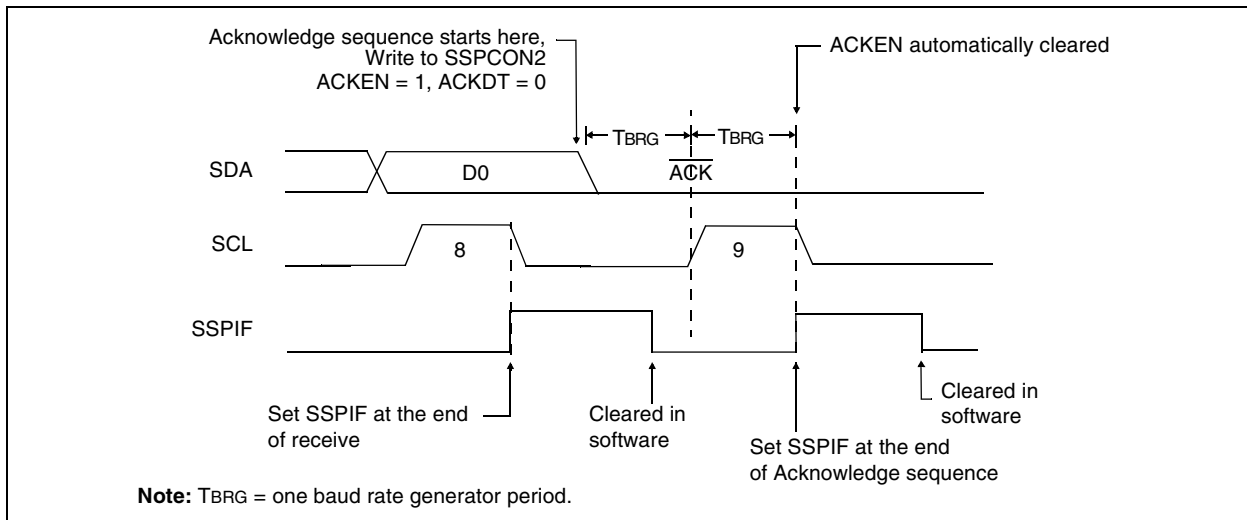 Acknowledge sequence starts here,
Write to SSPCON2
ACKEN = 1, ACKDT = 0
ACKEN automatically cleared
TBRG
TBRG
SDA
D0
ACK
SCL
8
9
SSPIF
Set SSPIF at the end
of receive
Cleared in
software
Set SSPIF at the end
of Acknowledge sequence
Cleared in
software
Note: TBRG = one baud rate generator period.